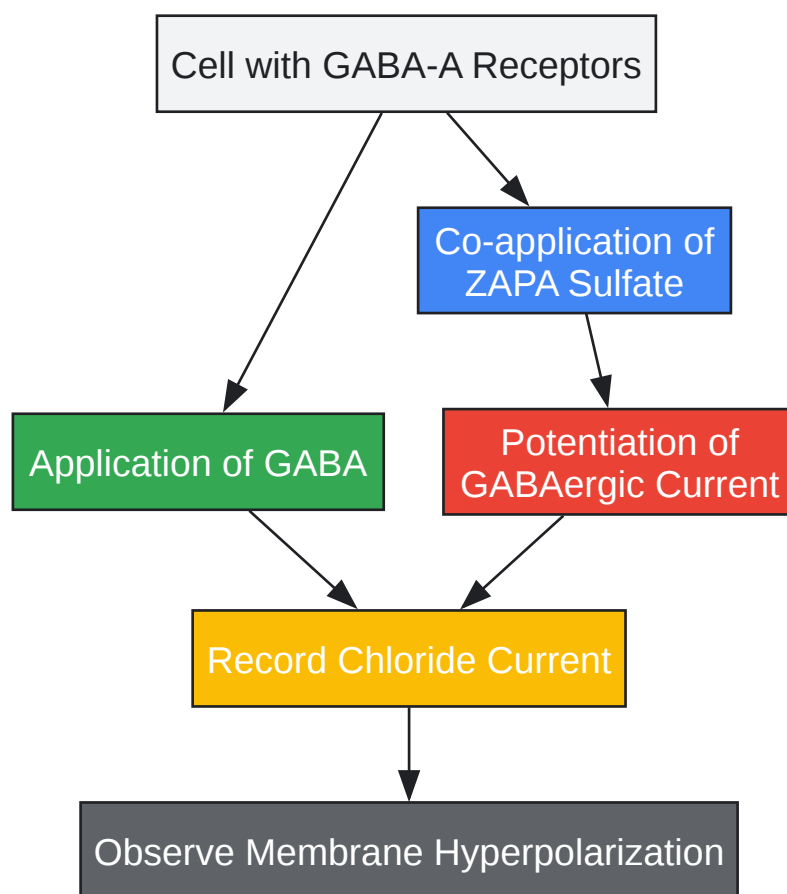 Cell with GABA-A Receptors
Co-application of
ZAPA Sulfate
Application of GABA
Potentiation of
GABAergic Current
Record Chloride Current
Observe Membrane Hyperpolarization